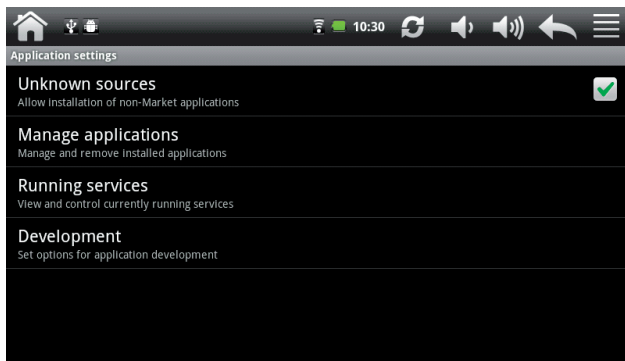 10:30
Application settings
Unknown sources
Allow installation of non-Market applications
Manage applications
Manage and remove installed applications
Running services
View and control currently running services
Development
Set options for application development